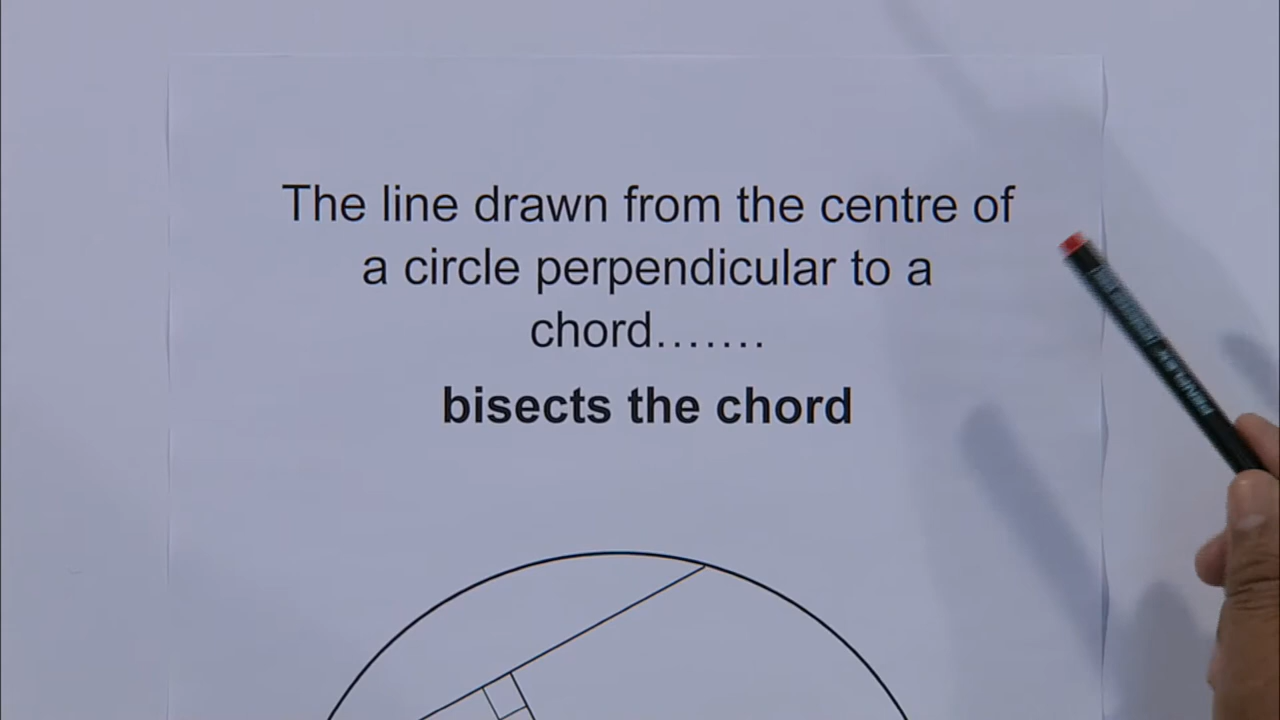 The line drawn from the centre of
a circle perpendicular to a
chord.......
bisects the chord